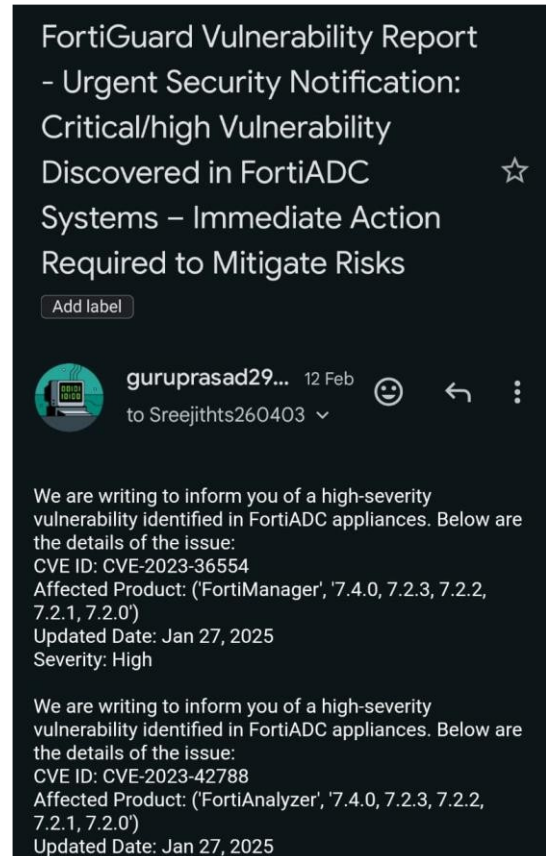 FortiGuard Vulnerability Report
- Urgent Security Notification:
Critical/high Vulnerability
Discovered in FortiADC
Systems – Immediate Action
Required to Mitigate Risks
Add label
guruprasad29... 12 Feb
to Sreejithts260403
We are writing to inform you of a high-severity
vulnerability identified in FortiADC appliances. Below are
the details of the issue:
CVE ID: CVE-2023-36554
Affected Product: ('FortiManager', '7.4.0, 7.2.3, 7.2.2,
7.2.1, 7.2.0')
Updated Date: Jan 27, 2025
Severity: High
We are writing to inform you of a high-severity
vulnerability identified in FortiADC appliances. Below are
the details of the issue:
CVE ID: CVE-2023-42788
Affected Product: ('FortiAnalyzer', '7.4.0, 7.2.3, 7.2.2,
7.2.1, 7.2.0')
Updated Date: Jan 27, 2025